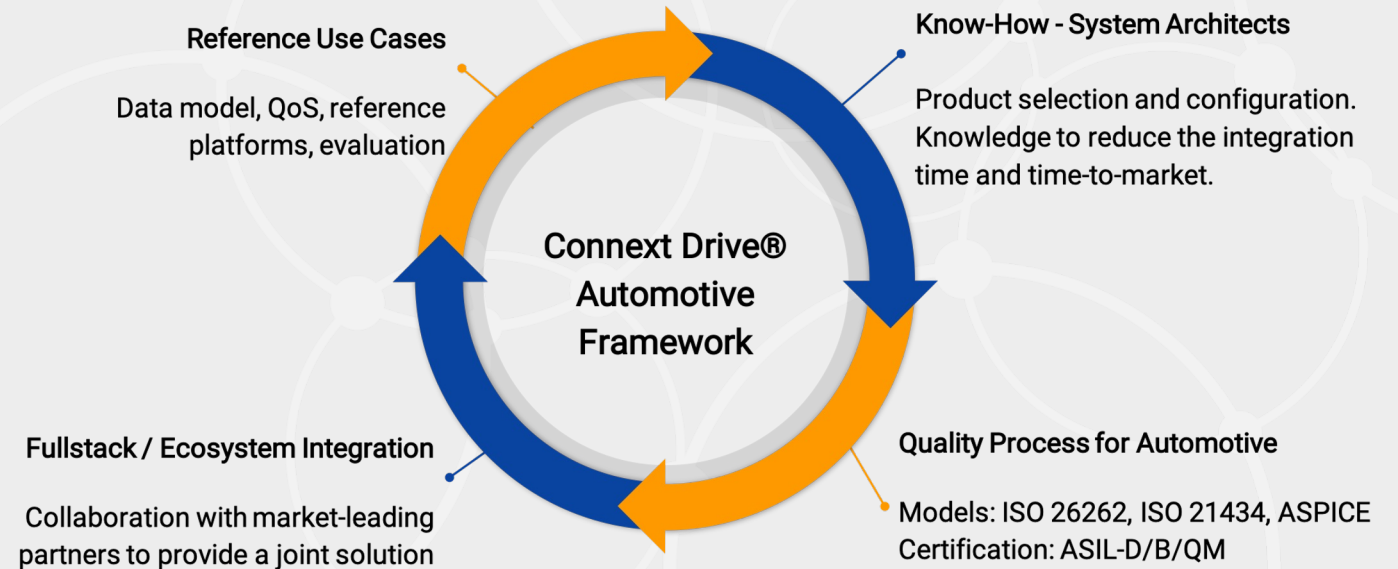 Reference Use Cases
Data model, QoS, reference
platforms, evaluation
Know-How - System Architects
Product selection and configuration.
Knowledge to reduce the integration
time and time-to-market.
Connext Drive®
Automotive
Framework
Fullstack / Ecosystem Integration
Collaboration with market-leading
partners to provide a joint solution
Quality Process for Automotive
Models: ISO 26262, ISO 21434, ASPICE
Certification: ASIL-D/B/QM